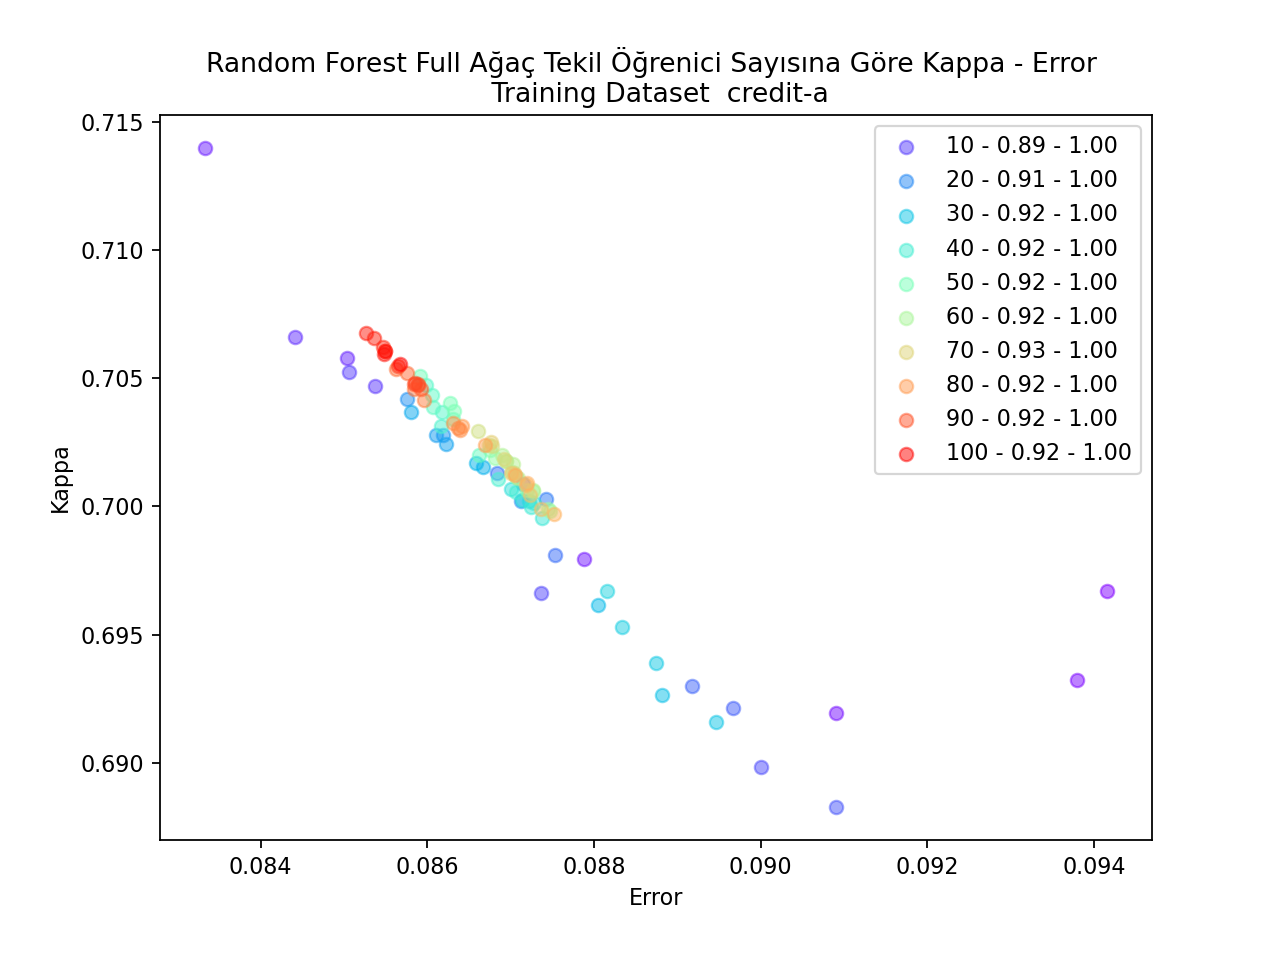 Random Forest Full Ağaç Tekil Öğrenici Sayısına Göre Kappa - Error
Training Dataset  credit-a
0.715
0.710
0.705
0.700
0.695
0.690
Kappa
10 - 0.89 - 1.00
20 - 0.91 - 1.00
30 - 0.92 - 1.00
40 - 0.92 - 1.00
50 - 0.92 - 1.00
60 - 0.92 - 1.00
70 - 0.93 - 1.00
80 - 0.92 - 1.00
90 - 0.92 - 1.00
100 - 0.92 - 1.00
0.084
0.086
0.088
0.090
0.092
0.094
Error